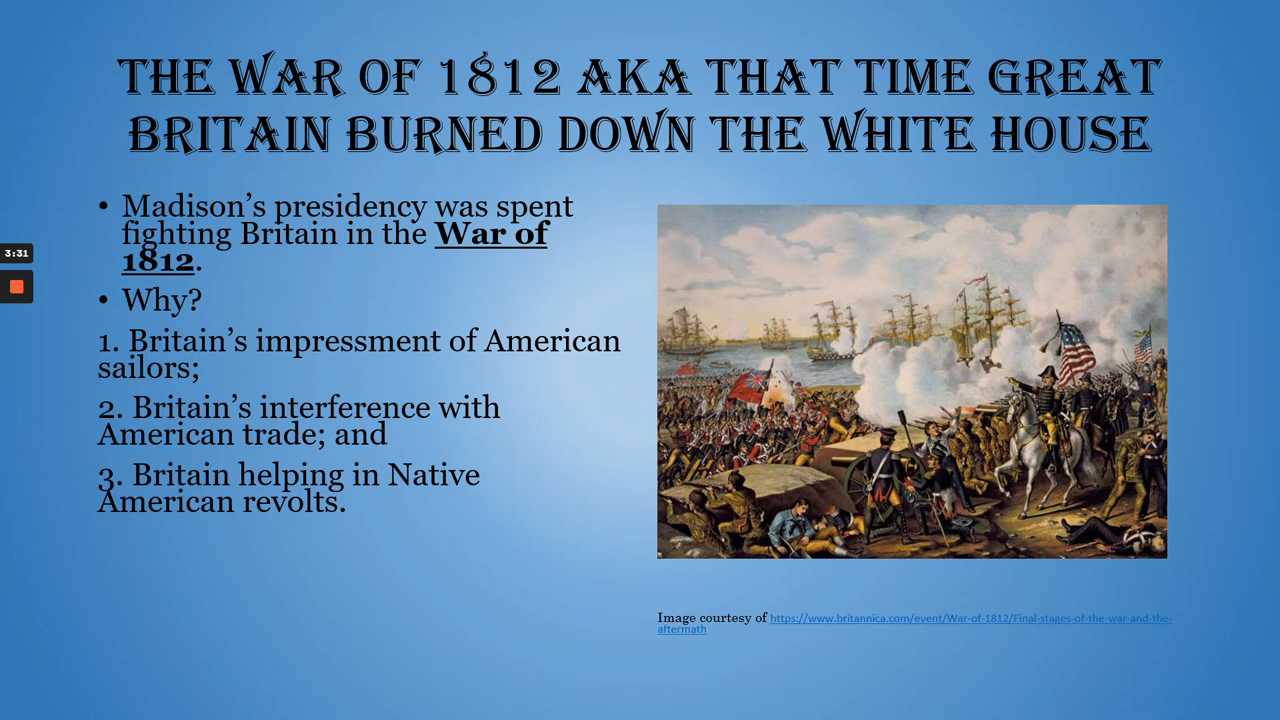 THE WAR OF 1812 AKA THAT TIME GREAT
BRITAIN BURNED DOWN THE WHITE HOUSE
• Madison’s presidency was spent
fighting Britain in the War of
1812.
• Why?
1. Britain’s impressment of American
sailors;
2. Britain’s interference with
American trade; and
3. Britain helping in Native
American revolts.
3:31
Image courtesy of https://www.britannica.com/event/War-of-1812/Final-stages-of-the-war-and-the-
aftermath